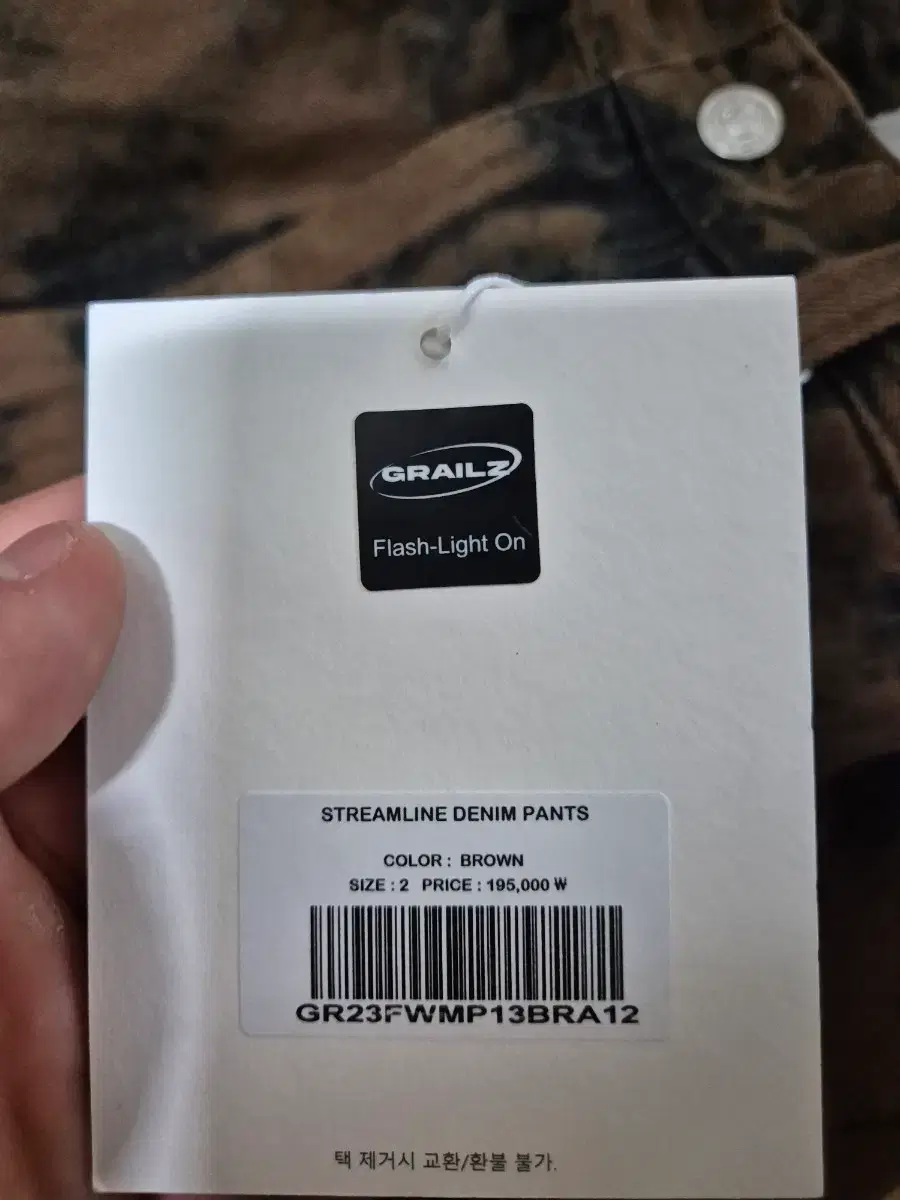 GRAILZ
Flash-Light On
STREAMLINE DENIM PANTS
COLOR : BROWN
SIZE : 2 PRICE : 195,000 ₩
GR23FWMP13BRA12
택 제거시 교환/환불 불가.